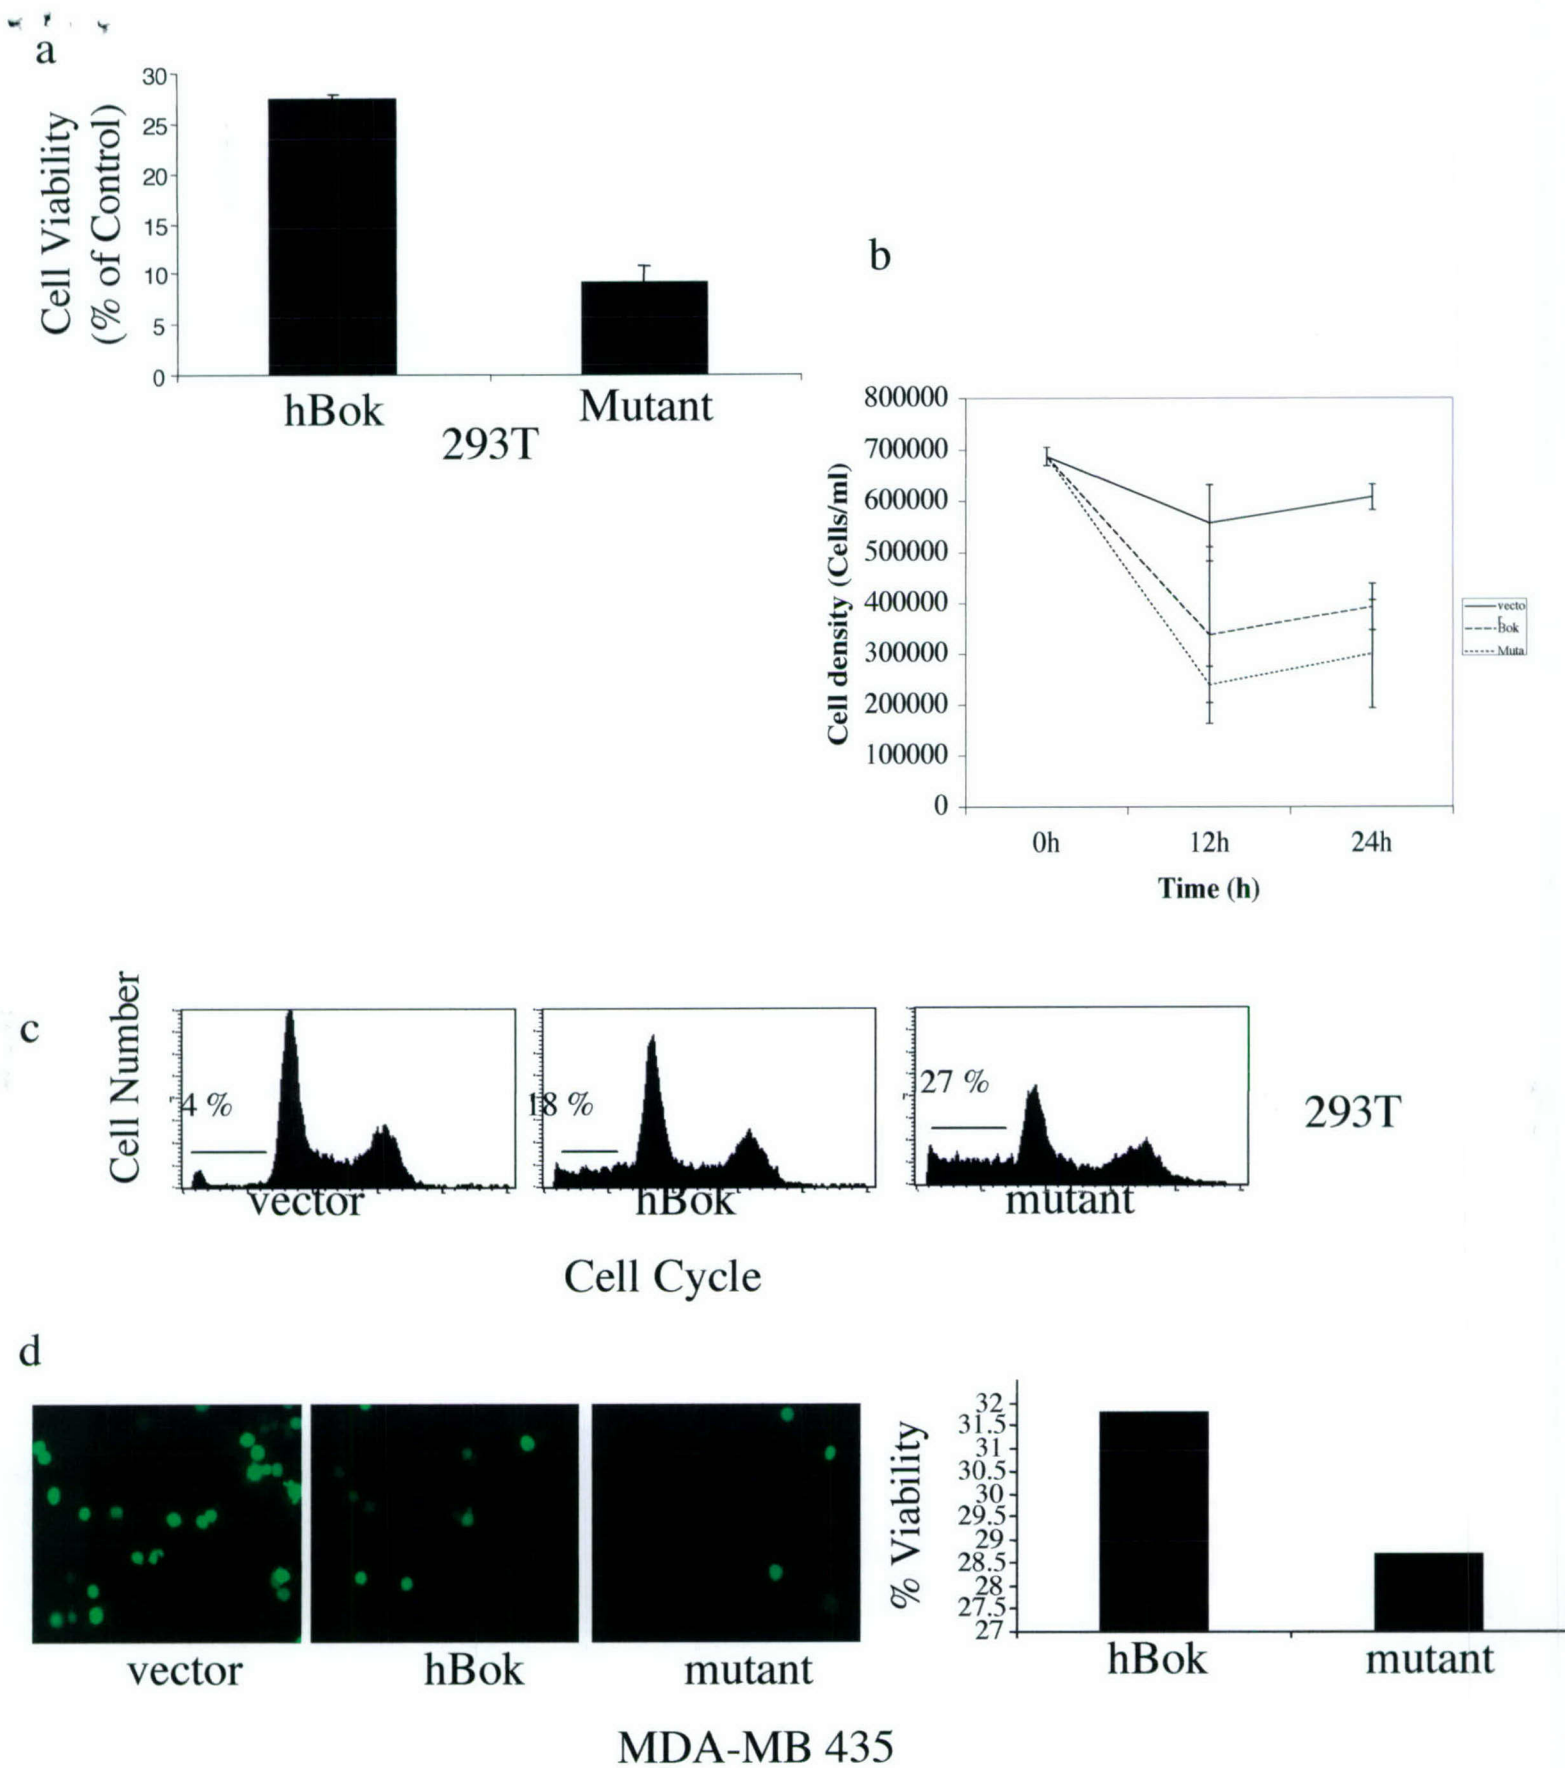 a
Cell Viability
(% of Control)
30
25
20
15
10
5
0
hBok
Mutant
293T
b
Cell density (Cells/ml)
800000
700000
600000
500000
400000
300000
200000
100000
0
0h
12h
24h
Time (h)
vecto
r
Bok
Muta
c
Cell Number
4 %
18 %
27 %
293T
vector
hBok
mutant
Cell Cycle
d
vector
hBok
mutant
% Viability
32
31.5
31
30.5
30
29.5
29
28.5
28
27.5
27
hBok
mutant
MDA-MB 435